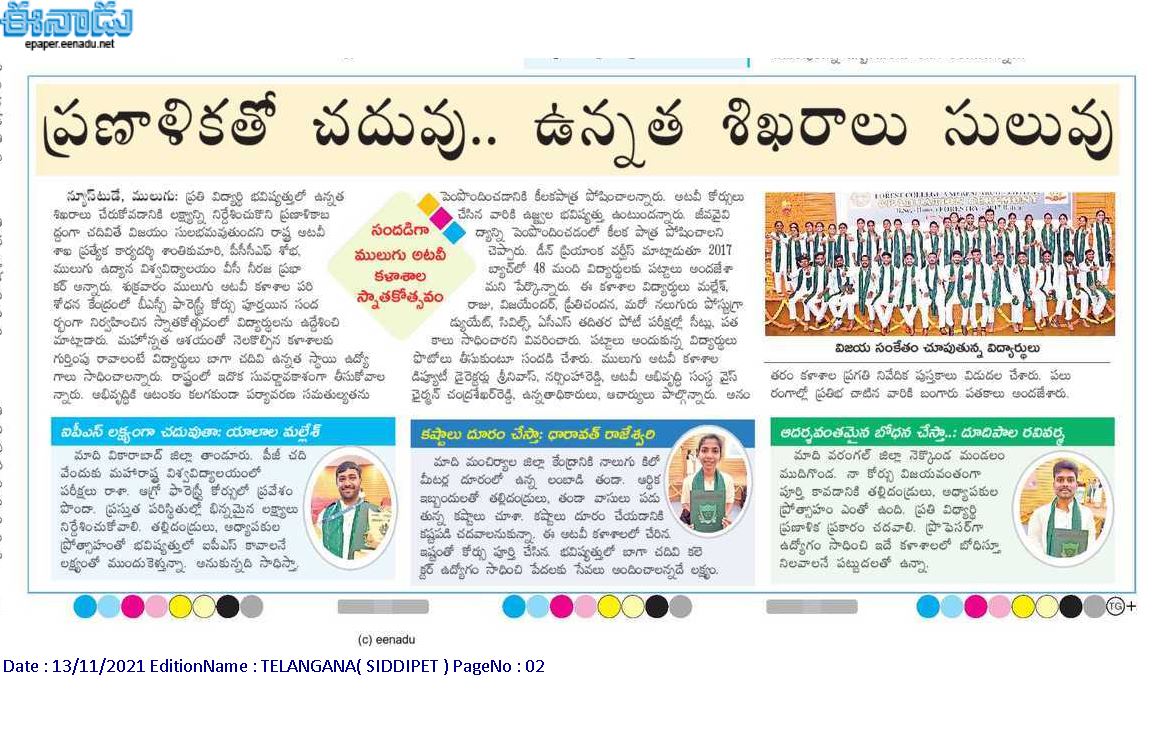 ఈనాడు
epaper.eenadu.net
ప్రణాళికతో చదువు.. ఉన్నత శిఖరాలు సులువు
న్యూస్‌టుడే, ములుగు: ప్రతి విద్యార్థి భవిష్యత్తులో ఉన్నత
శిఖరాలు చేరుకోవడానికి లక్ష్యాన్ని నిర్దేశించుకొని ప్రణాళికాబ
ద్ధంగా చదివితే విజయం సులభమవుతుందని రాష్ట్ర అటవీ
శాఖ ప్రత్యేక కార్యదర్శి శాంతికుమారి, పీసీసీఎఫ్ శోభ,
ములుగు ఉద్యాన విశ్వవిద్యాలయం వీసీ నీరజ ప్రభా
కర్ అన్నారు. శుక్రవారం ములుగు అటవీ కళాశాల పరి
శోధన కేంద్రంలో బీఎస్సీ ఫారెస్ట్రీ కోర్సు పూర్తయిన సంద
ర్భంగా నిర్వహించిన స్నాతకోత్సవంలో విద్యార్థులను ఉద్దేశించి
మాట్లాడారు. మహోన్నత ఆశయంతో నెలకొల్పిన కళాశాలకు
గుర్తింపు రావాలంటే విద్యార్థులు బాగా చదివి ఉన్నత స్థాయి ఉద్యో
గాలు సాధించాలన్నారు. రాష్ట్రంలో ఇదొక సువర్ణావకాశంగా తీసుకోవాల
న్నారు. అభివృద్ధికి ఆటంకం కలగకుండా పర్యావరణ సమతుల్యతను
సందడిగా
ములుగు అటవీ
కళాశాల
స్నాతకోత్సవం
పెంపొందించడానికి కీలకపాత్ర పోషించాలన్నారు. అటవీ కోర్సులు
చేసిన వారికి ఉజ్వల భవిష్యత్తు ఉంటుందన్నారు. జీవవైవి
ధ్యాన్ని పెంపొందించడంలో కీలక పాత్ర పోషించాలని
చెప్పారు. డీన్ ప్రియాంక వర్గీస్ మాట్లాడుతూ 2017
బ్యాచ్‌లో 48 మంది విద్యార్థులకు పట్టాలు అందజేశా
మని పేర్కొన్నారు. ఈ కళాశాల విద్యార్థులు మల్లేశ్,
రాజు, విజయేందర్, ప్రీతిచందన, మరో నలుగురు పోస్టుగ్రా
డ్యుయేట్, సివిల్స్, ఏసీఎస్ తదితర పోటీ పరీక్షల్లో సీట్లు, పత
కాలు సాధించారని వివరించారు. పట్టాలు అందుకున్న విద్యార్థులు
ఫొటోలు తీసుకుంటూ సందడి చేశారు. ములుగు అటవీ కళాశాల
డిప్యూటీ డైరెక్టర్లు శ్రీనివాస్, నర్సింహారెడ్డి, అటవీ అభివృద్ధి సంస్థ వైస్
ఛైర్మన్ చంద్రశేఖర్‌రెడ్డి, ఉన్నతాధికారులు, ఆచార్యులు పాల్గొన్నారు. అనం
విజయ సంకేతం చూపుతున్న విద్యార్థులు
తరం కళాశాల ప్రగతి నివేదిక పుస్తకాలు విడుదల చేశారు. పలు
రంగాల్లో ప్రతిభ చాటిన వారికి బంగారు పతకాలు అందజేశారు.
ఐపీఎస్ లక్ష్యంగా చదువుతా: యాలాల మల్లేశ్
మాది వికారాబాద్ జిల్లా తాండూరు. పీజీ చది
వేందుకు మహారాష్ట్ర విశ్వవిద్యాలయంలో
పరీక్షలు రాశా. ఆగ్రో ఫారెస్ట్రీ కోర్సులో ప్రవేశం
పొందా. ప్రస్తుత పరిస్థితుల్లో భిన్నమైన లక్ష్యాలు
నిర్దేశించుకోవాలి. తల్లిదండ్రులు, అధ్యాపకుల
ప్రోత్సాహంతో భవిష్యత్తులో ఐపీఎస్ కావాలనే
లక్ష్యంతో ముందుకెళ్తున్నా. అనుకున్నది సాధిస్తా.
కష్టాలు దూరం చేస్తా: ధారావత్ రాజేశ్వరి
మాది మంచిర్యాల జిల్లా కేంద్రానికి నాలుగు కిలో
మీటర్ల దూరంలో ఉన్న లంబాడి తండా. ఆర్థిక
ఇబ్బందులతో తల్లిదండ్రులు, తండా వాసులు పడు
తున్న కష్టాలు చూశా. కష్టాలు దూరం చేయడానికి
కష్టపడి చదవాలనుకున్నా. ఈ అటవీ కళాశాలలో చేరిన.
ఇష్టంతో కోర్సు పూర్తి చేసిన. భవిష్యత్తులో బాగా చదివి కలె
క్టర్ ఉద్యోగం సాధించి పేదలకు సేవలు అందించాలన్నదే లక్ష్యం.
ఆదర్శవంతమైన బోధన చేస్తా..: దూదిపాల రవివర్మ
మాది వరంగల్ జిల్లా నెక్కొండ మండలం
ముదిగొండ. నా కోర్సు విజయవంతంగా
పూర్తి కావడానికి తల్లిదండ్రులు, అధ్యాపకుల
ప్రోత్సాహం ఎంతో ఉంది. ప్రతి విద్యార్థి
ప్రణాళిక ప్రకారం చదవాలి. ప్రొఫెసర్‌గా
ఉద్యోగం సాధించి ఇదే కళాశాలలో బోధిస్తూ
నిలవాలనే పట్టుదలతో ఉన్నా.
TG
(c) eenadu
Date : 13/11/2021 EditionName : TELANGANA( SIDDIPET ) PageNo : 02